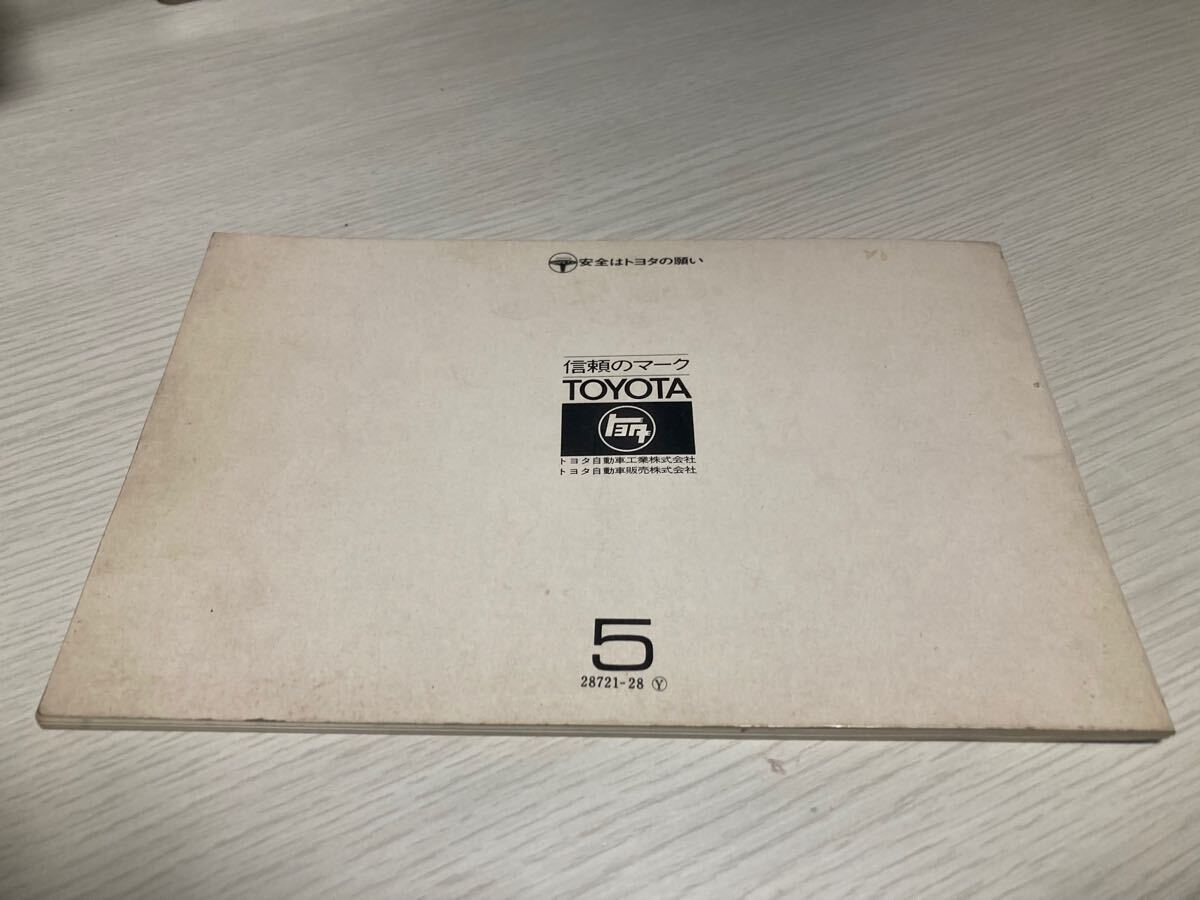 安全はトヨタの願い
信頼のマーク
TOYOTA
トヨタ
トヨタ自動車工業株式会社
トヨタ自動車販売株式会社
5
28721-28 Ⓨ